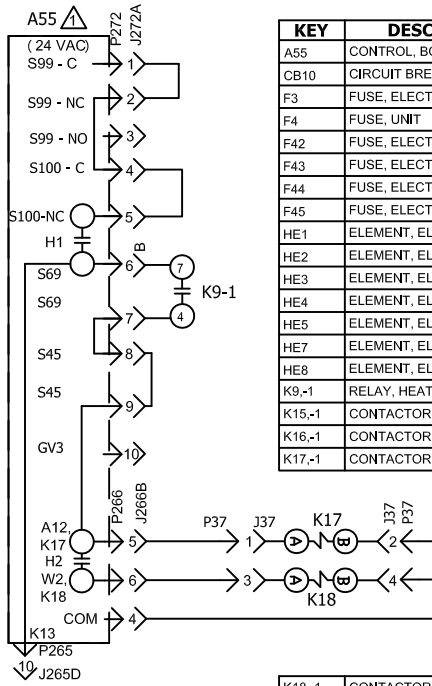 A55 1
(24 VAC)
P272
J272A
S99 - C 1
S99 - NC 2
S99 - NO 3
S100 - C 4
S100-NC 5
H1
B
S69 6
7
K9-1
4
S69
7
S45
8
S45
9
GV3
10
P266
J266B
A12,
K17
5
P37
1
J37
A
K17
B
J37
2
P37
H2
W2,
K18
6
3
A
K18
B
4
COM 4
K13
P265
10
J265D
KEY DESC
A55 CONTROL, BO
CB10 CIRCUIT BRE
F3 FUSE, ELECT
F4 FUSE, UNIT
F42 FUSE, ELECT
F43 FUSE, ELECT
F44 FUSE, ELECT
F45 FUSE, ELECT
HE1 ELEMENT, EL
HE2 ELEMENT, EL
HE3 ELEMENT, EL
HE4 ELEMENT, EL
HE5 ELEMENT, EL
HE7 ELEMENT, EL
HE8 ELEMENT, EL
K9,-1 RELAY, HEAT
K15,-1 CONTACTOR
K16,-1 CONTACTOR
K17,-1 CONTACTOR